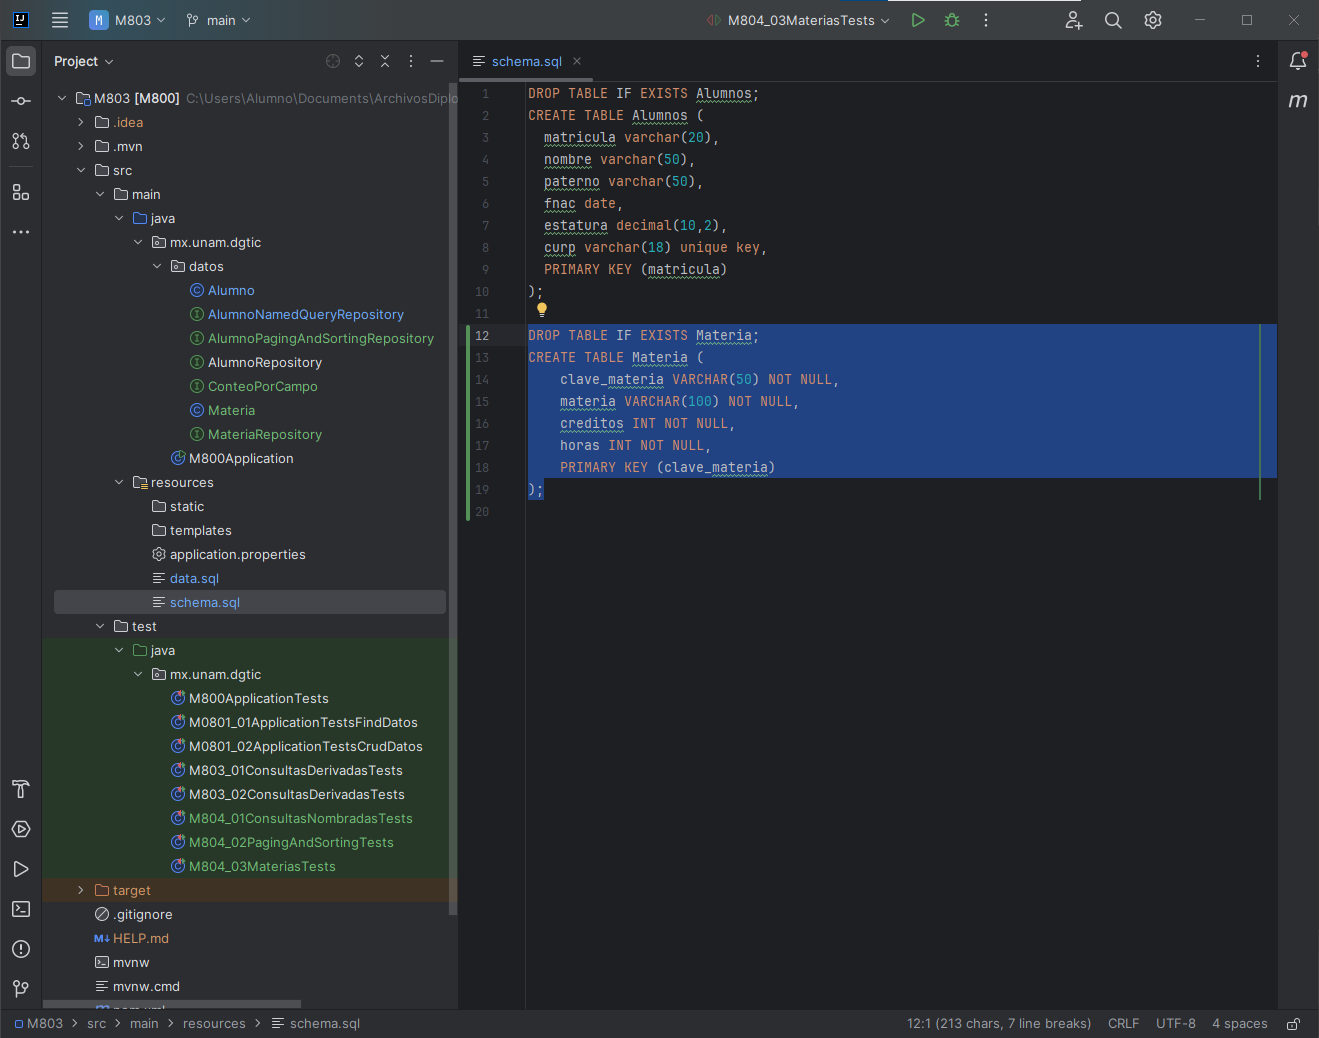 M M803 main M804_03MateriasTests
Project
schema.sql
M803 [M800] C:\Users\Alumno\Documents\ArchivosDiplo
.idea
.mvn
src
main
java
mx.unam.dgtic
datos
Alumno
AlumnoNamedQueryRepository
AlumnoPagingAndSortingRepository
AlumnoRepository
ConteoPorCampo
Materia
MateriaRepository
M800Application
resources
static
templates
application.properties
data.sql
schema.sql
test
java
mx.unam.dgtic
M800ApplicationTests
M0801_01ApplicationTestsFindDatos
M0801_02ApplicationTestsCrudDatos
M803_01ConsultasDerivadasTests
M803_02ConsultasDerivadasTests
M804_01ConsultasNombradasTests
M804_02PagingAndSortingTests
M804_03MateriasTests
target
.gitignore
M↓ HELP.md
mvnw
mvnw.cmd
1 DROP TABLE IF EXISTS Alumnos;
2 CREATE TABLE Alumnos (
3 matricula varchar(20),
4 nombre varchar(50),
5 paterno varchar(50),
6 fnac date,
7 estatura decimal(10,2),
8 curp varchar(18) unique key,
9 PRIMARY KEY (matricula)
10 );
11
12 DROP TABLE IF EXISTS Materia;
13 CREATE TABLE Materia (
14 clave_materia VARCHAR(50) NOT NULL,
15 materia VARCHAR(100) NOT NULL,
16 creditos INT NOT NULL,
17 horas INT NOT NULL,
18 PRIMARY KEY (clave_materia)
19 );
20
m
M803 > src > main > resources > schema.sql
12:1 (213 chars, 7 line breaks) CRLF UTF-8 4 spaces